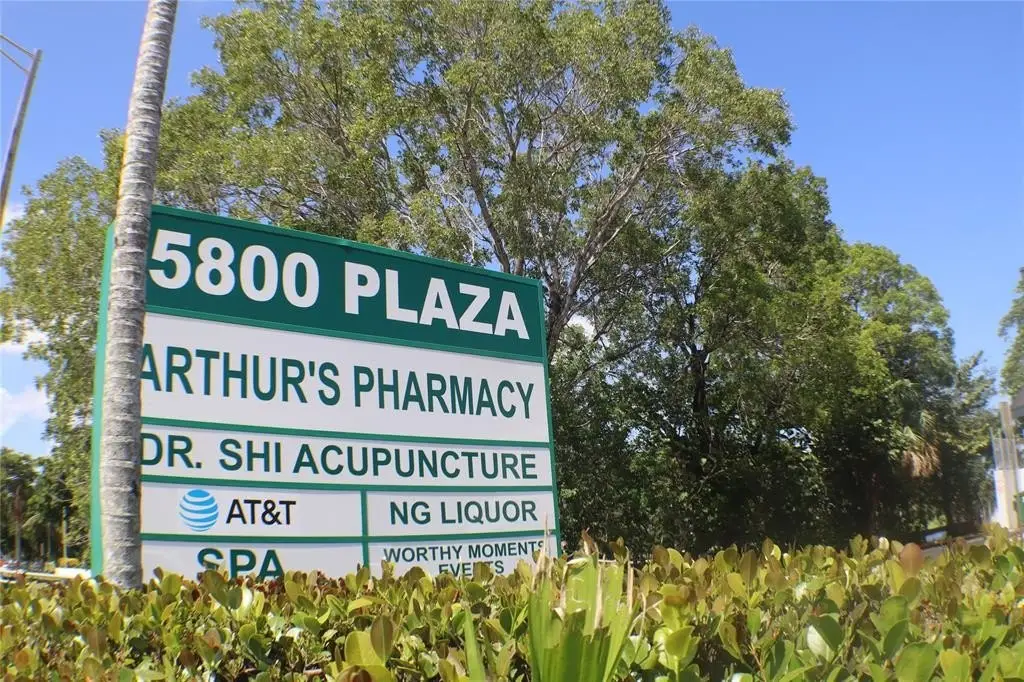 5800 PLAZA
ARTHUR'S PHARMACY
DR. SHI ACUPUNCTURE
AT&T
NG LIQUOR
SPA
WORTHY MOMENTS
EVENTS